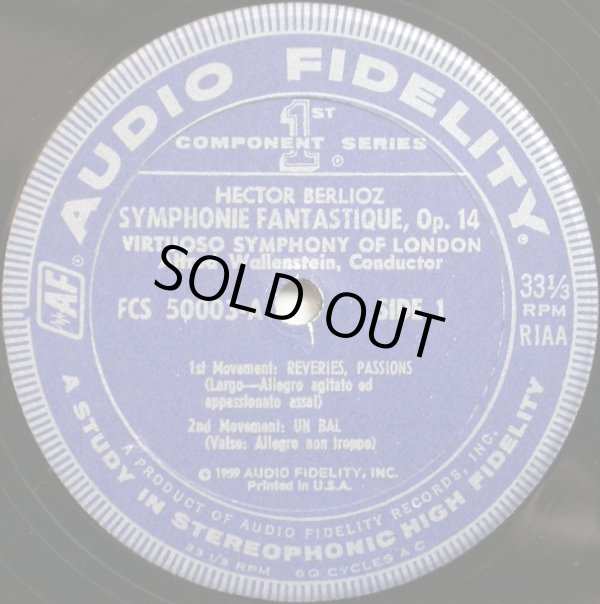 AUDIO FIDELITY®
1ST
COMPONENT SERIES®
HECTOR BERLIOZ
SYMPHONIE FANTASTIQUE, Op. 14
VIRTUOSO SYMPHONY OF LONDON
Wallenstein, Conductor
FCS 50003-A
SIDE 1
SOLD OUT
AF®
33⅓
RPM
RIAA
1st Movement: REVERIES, PASSIONS
(Largo—Allegro agitato ed
appassionato assai)
2nd Movement: UN BAL
(Valse: Allegro non troppo)
© 1959 AUDIO FIDELITY, INC.
Printed in U.S.A.
A PRODUCT OF AUDIO FIDELITY RECORDS, INC.
A STUDY IN STEREOPHONIC HIGH FIDELITY
33 1/3 RPM 60 CYCLES A C